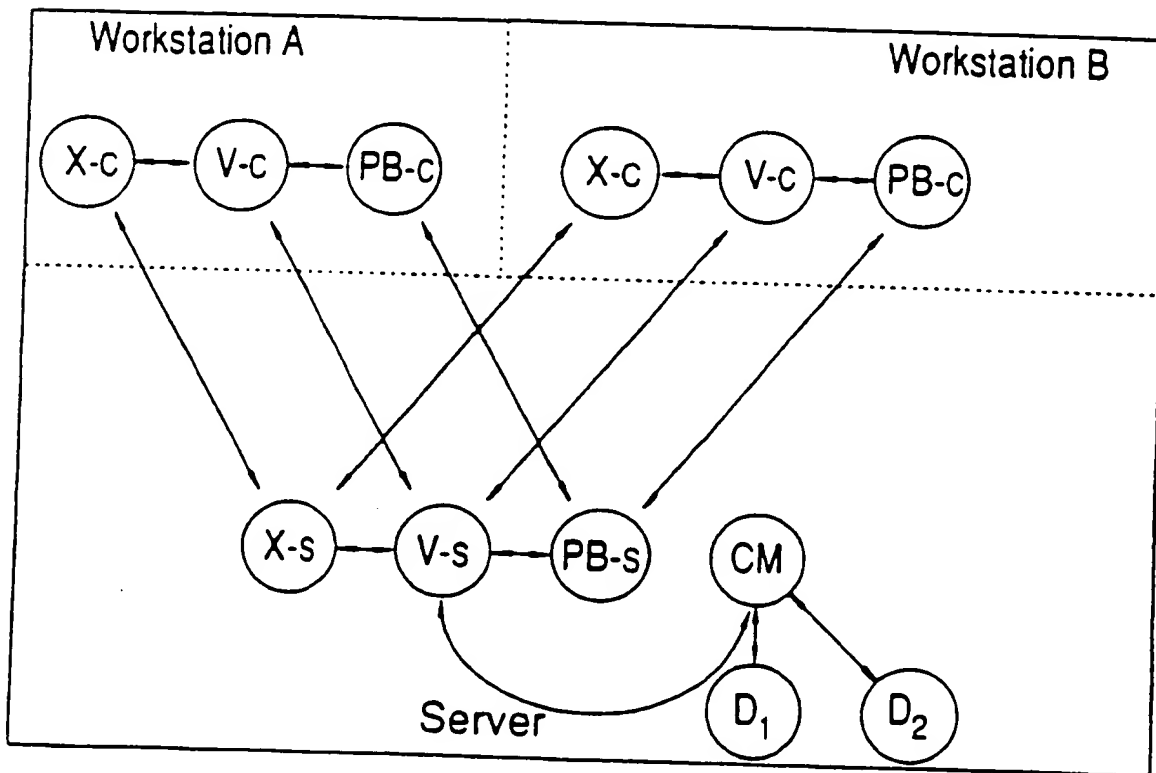 Workstation A
Workstation B
X-c
V-c
PB-c
X-c
V-c
PB-c
X-s
V-s
PB-s
CM
Server
D1
D2